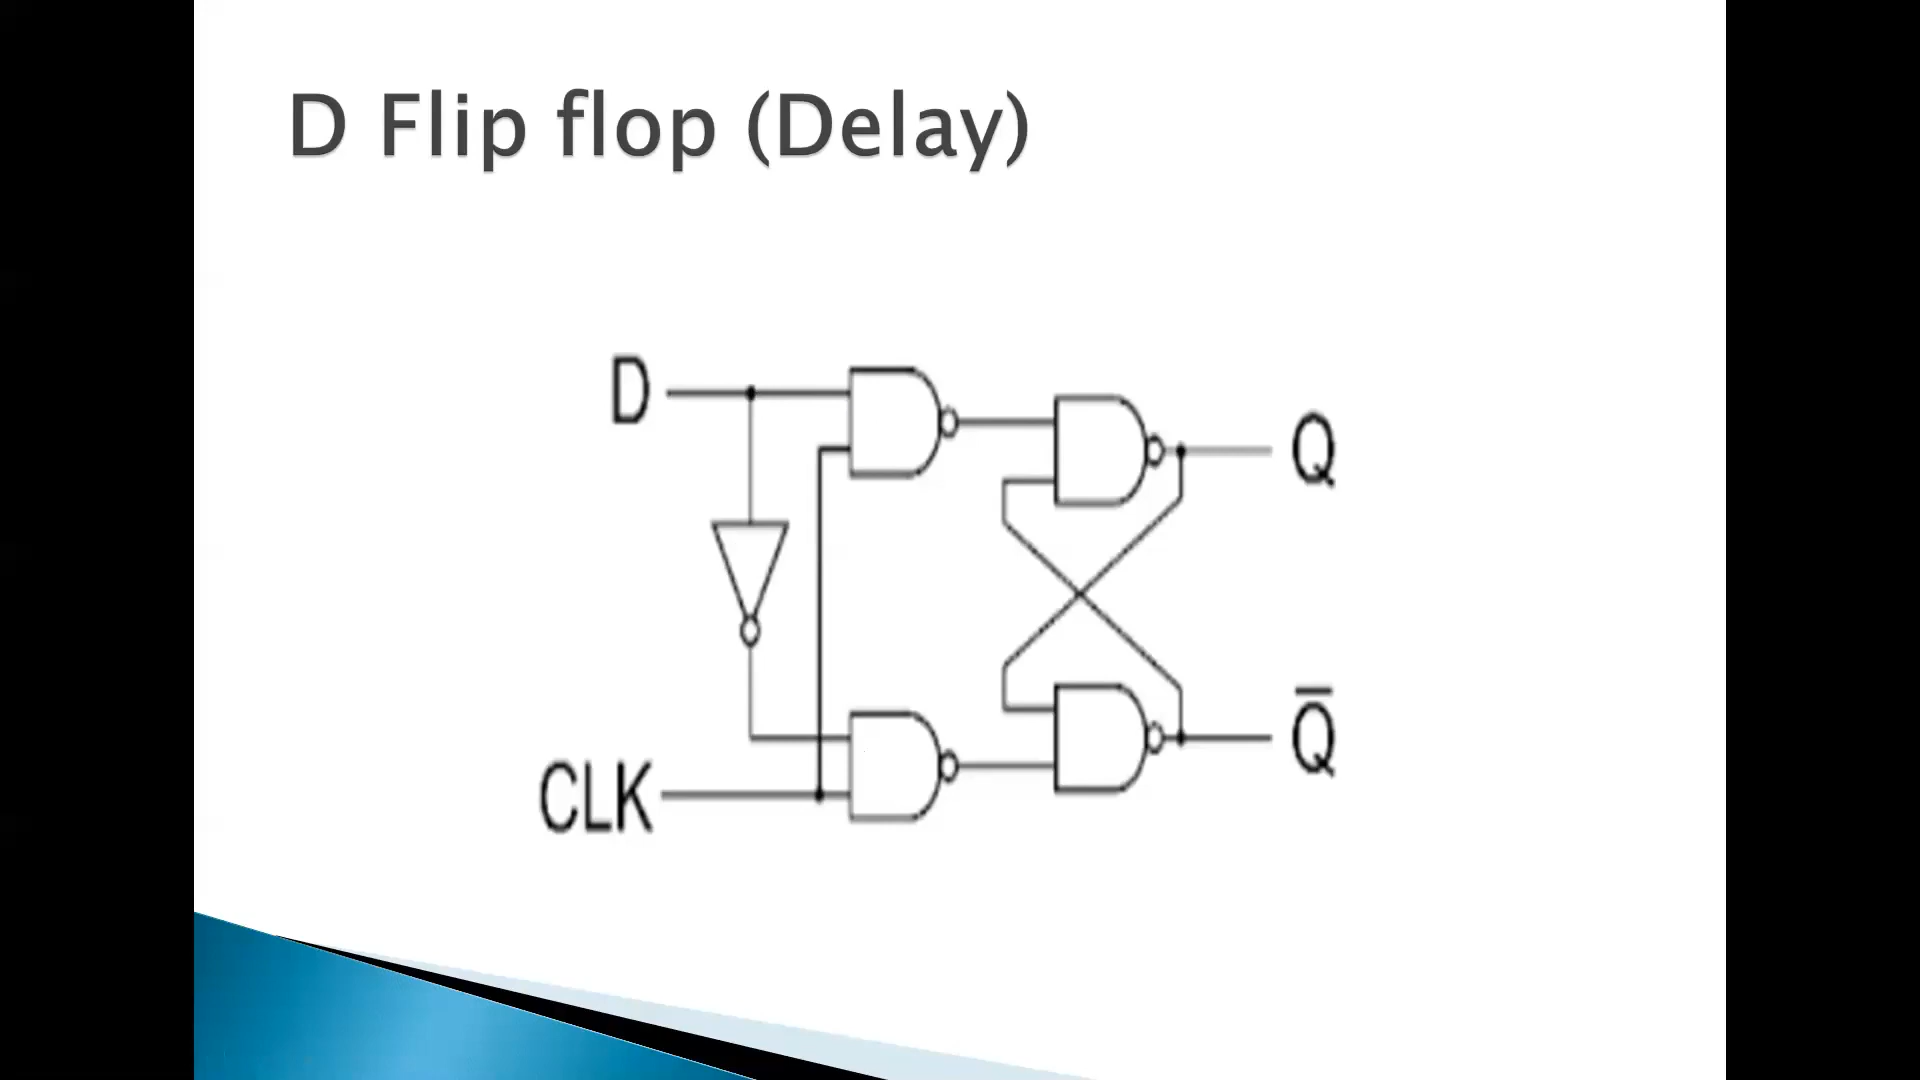 D Flip flop (Delay)
D
Q
CLK
Q̅